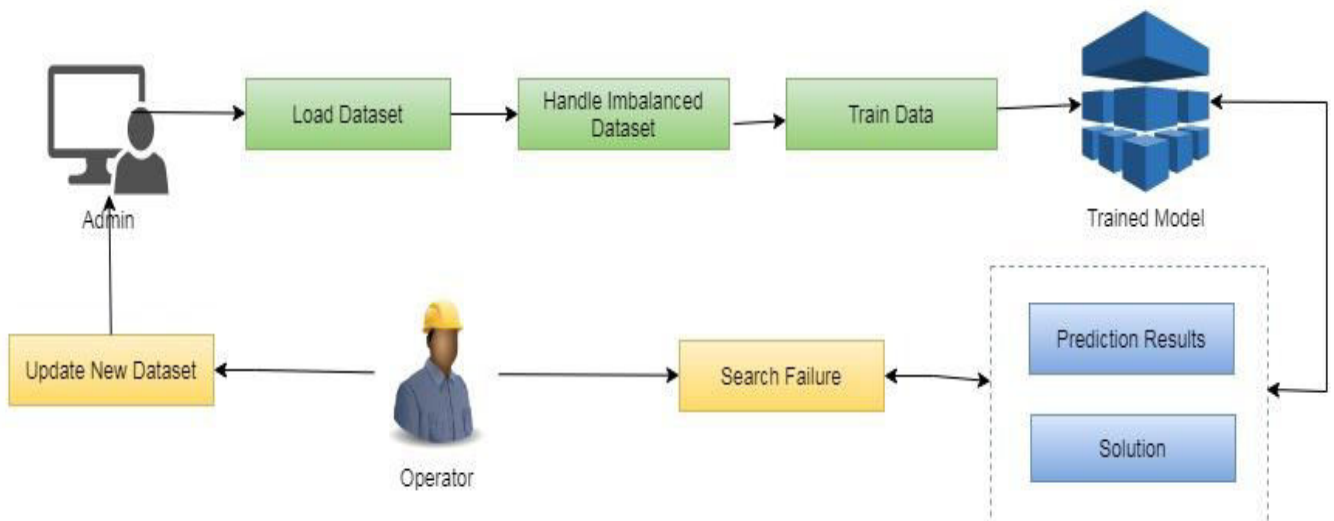 Load Dataset
Handle Imbalanced
Dataset
Train Data
Admin
Trained Model
Update New Dataset
Search Failure
Prediction Results
Solution
Operator